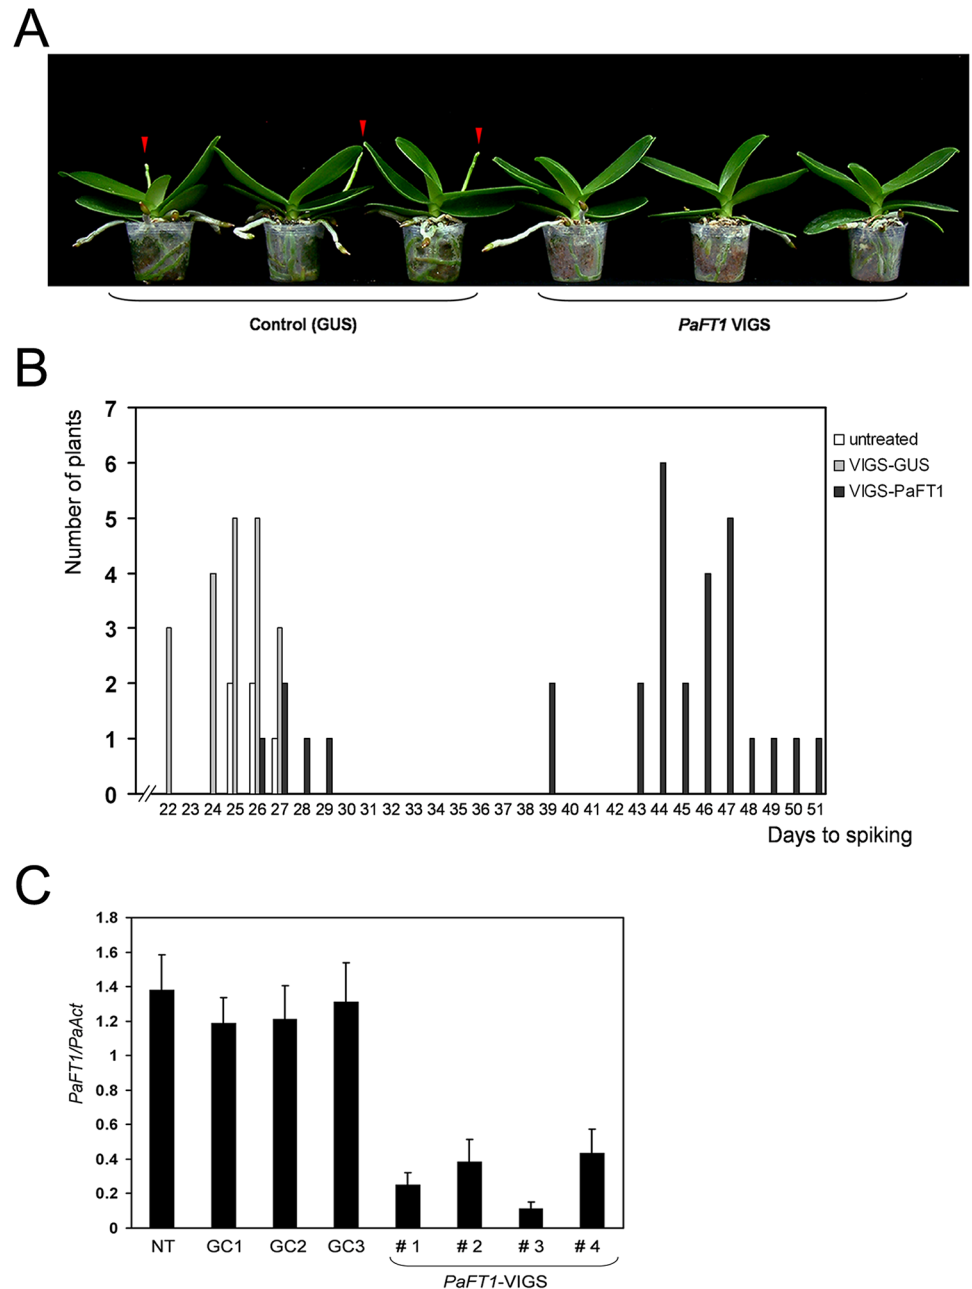 A
Control (GUS)
PaFT1 VIGS
B
Number of plants
7
6
5
4
3
2
1
0
22 23 24 25 26 27 28 29 30 31 32 33 34 35 36 37 38 39 40 41 42 43 44 45 46 47 48 49 50 51
Days to spiking
untreated
VIGS-GUS
VIGS-PaFT1
C
PaFT1/PaAct
1.8
1.6
1.4
1.2
1
0.8
0.6
0.4
0.2
0
NT GC1 GC2 GC3 # 1 # 2 # 3 # 4
PaFT1-VIGS